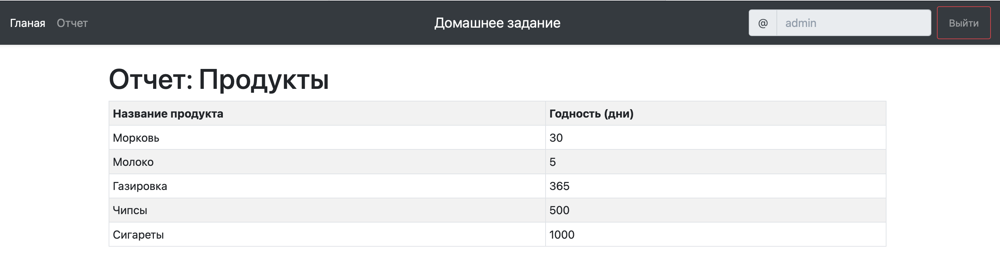 Гланая Отчет Домашнее задание @ admin Выйти
Отчет: Продукты
Название продукта Годность (дни)
Морковь 30
Молоко 5
Газировка 365
Чипсы 500
Сигареты 1000